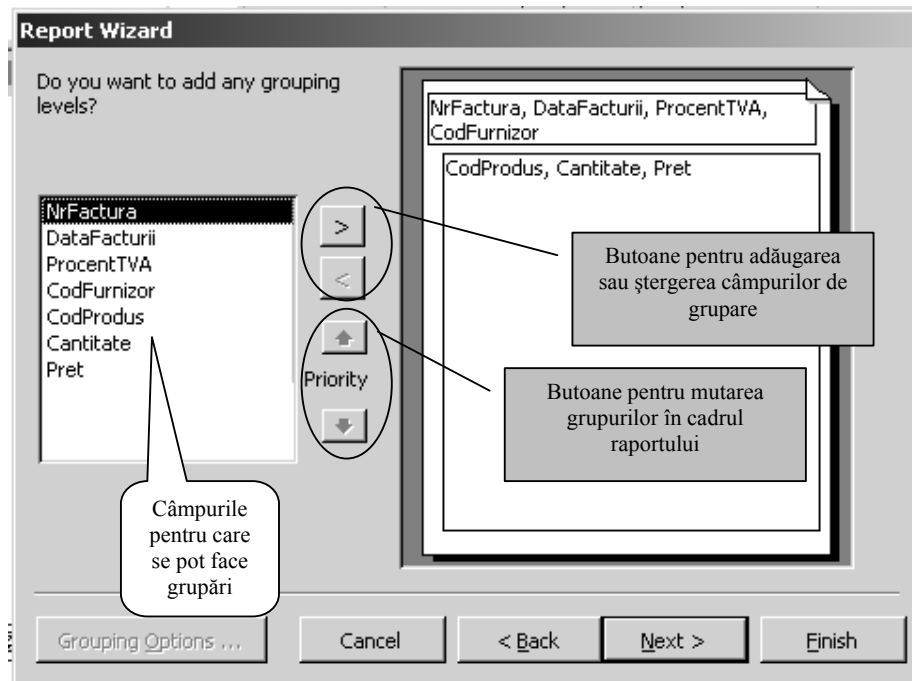 Report Wizard
Do you want to add any grouping
levels?
NrFactura
DataFacturii
ProcentTVA
CodFurnizor
CodProdus
Cantitate
Pret
>
<
Priority
NrFactura, DataFacturii, ProcentTVA,
CodFurnizor
CodProdus, Cantitate, Pret
Butoane pentru adăugarea
sau ştergerea câmpurilor de
grupare
Butoane pentru mutarea
grupurilor în cadrul
raportului
Câmpurile
pentru care
se pot face
grupări
Grouping Options ...
Cancel
< Back
Next >
Finish